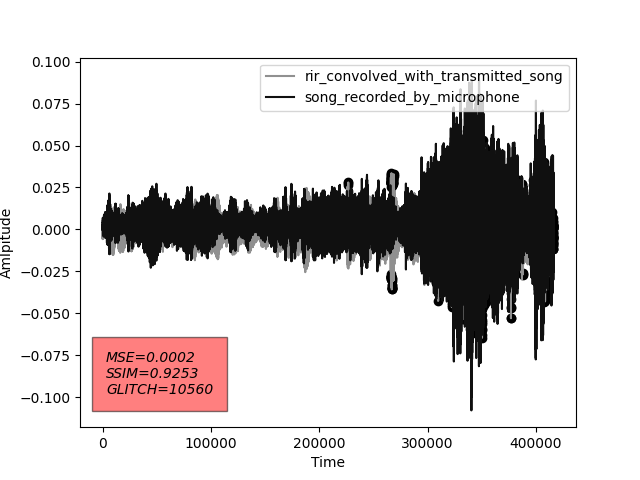 rir_convolved_with_transmitted_song
song_recorded_by_microphone
0.100
0.075
0.050
0.025
0.000
−0.025
−0.050
−0.075
−0.100
Amlpitude
MSE=0.0002
SSIM=0.9253
GLITCH=10560
0
100000
200000
300000
400000
Time